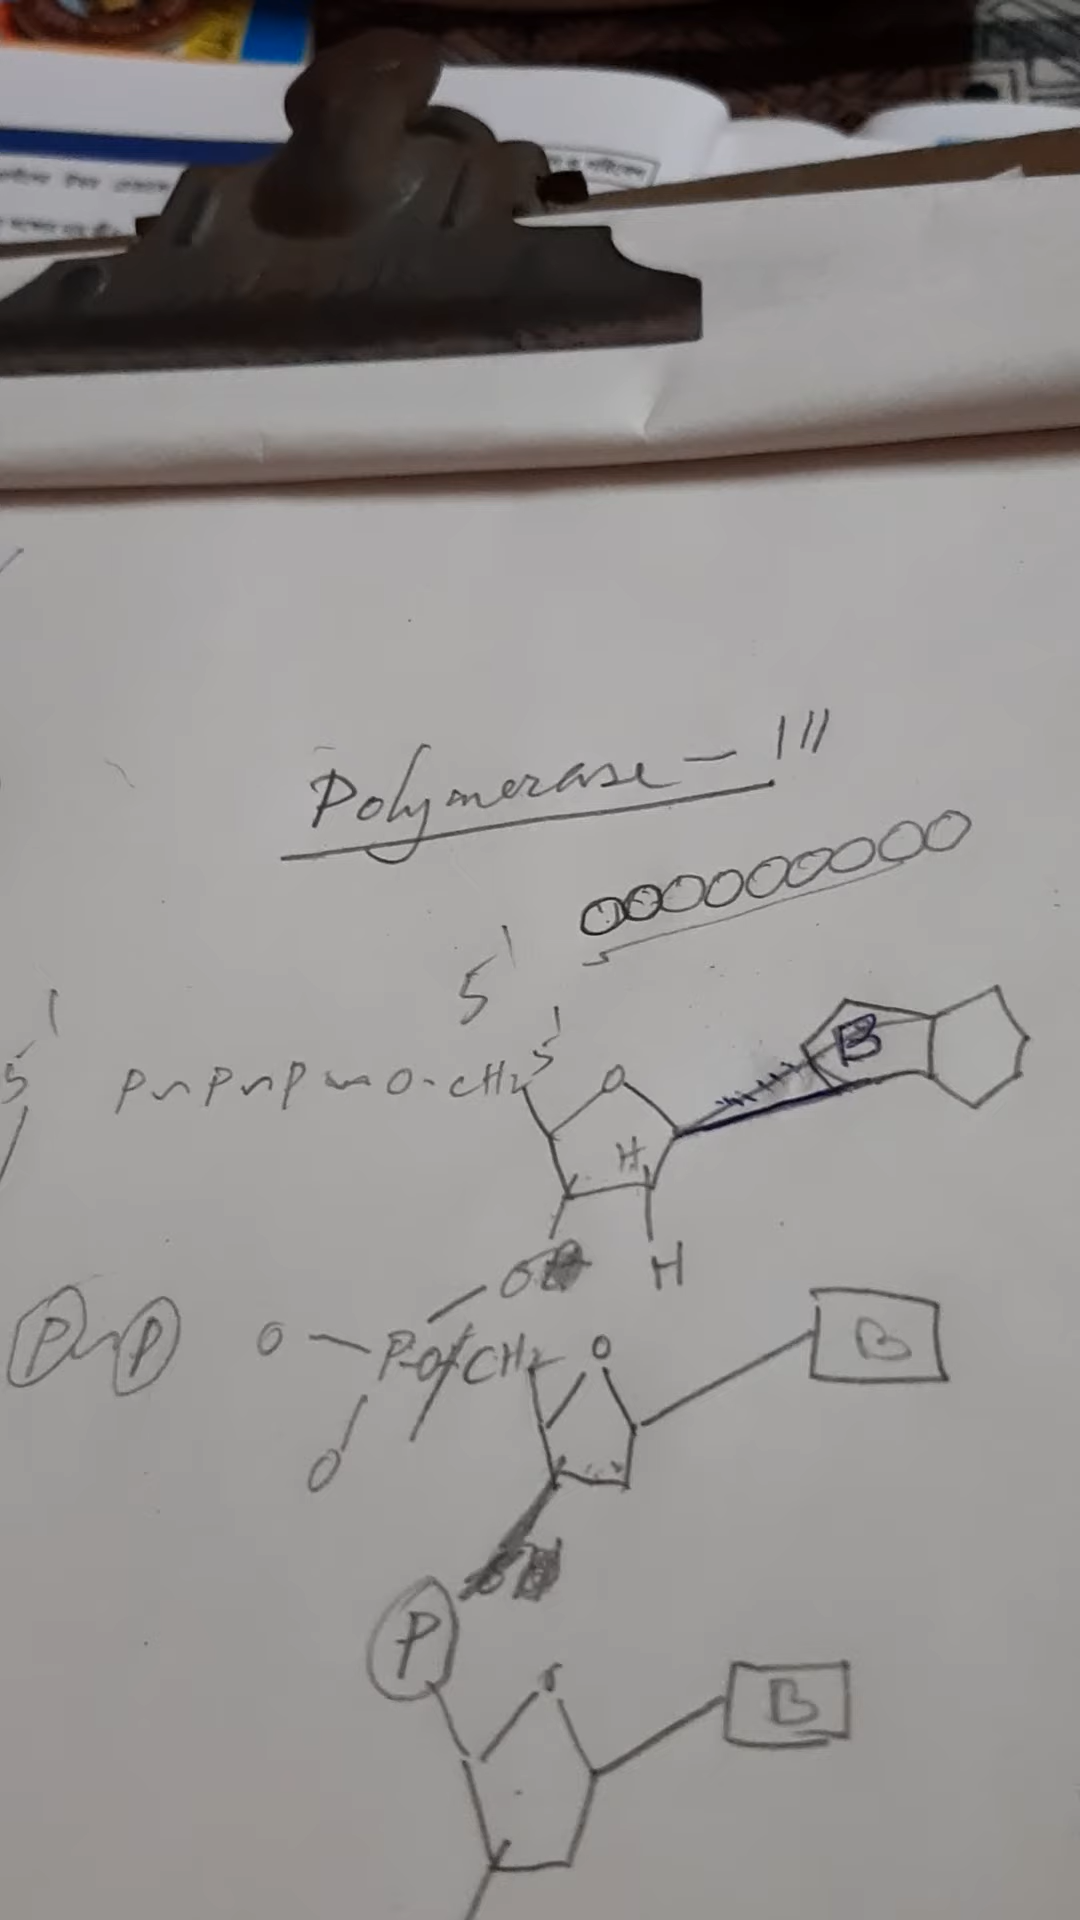 Polymerase - III
5'
5' P~P~P~O-CH2 5' O B
H
O H
P~P O P-O CH2 O B
O
P
O B